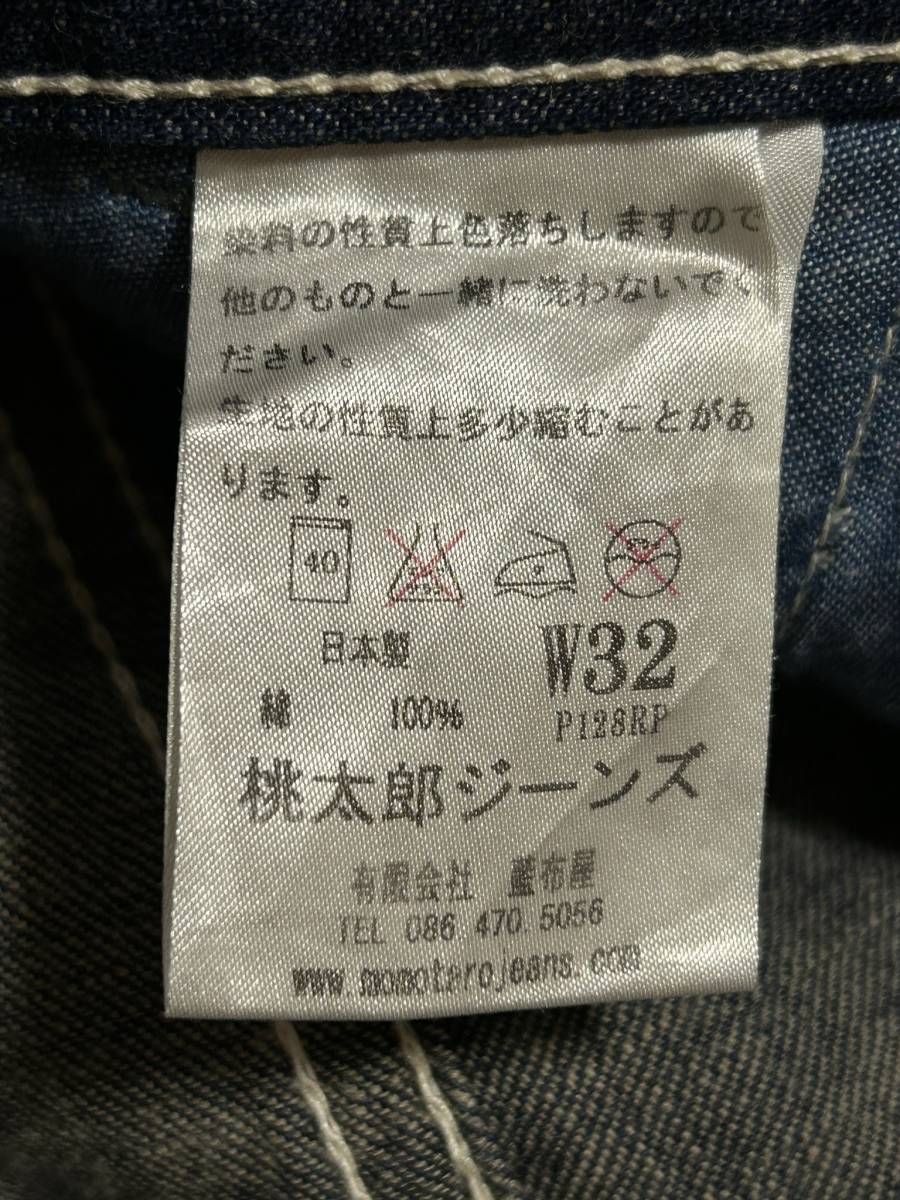 染料の性質上色落ちしますので
他のものと一緒に洗わないでく
ださい。
生地の性質上多少縮むことがあ
ります。
40
日本製
W32
綿 100%
P128RP
桃太郎ジーンズ
有限会社 藍布屋
TEL 086 470 5056
www.momotarojeans.com